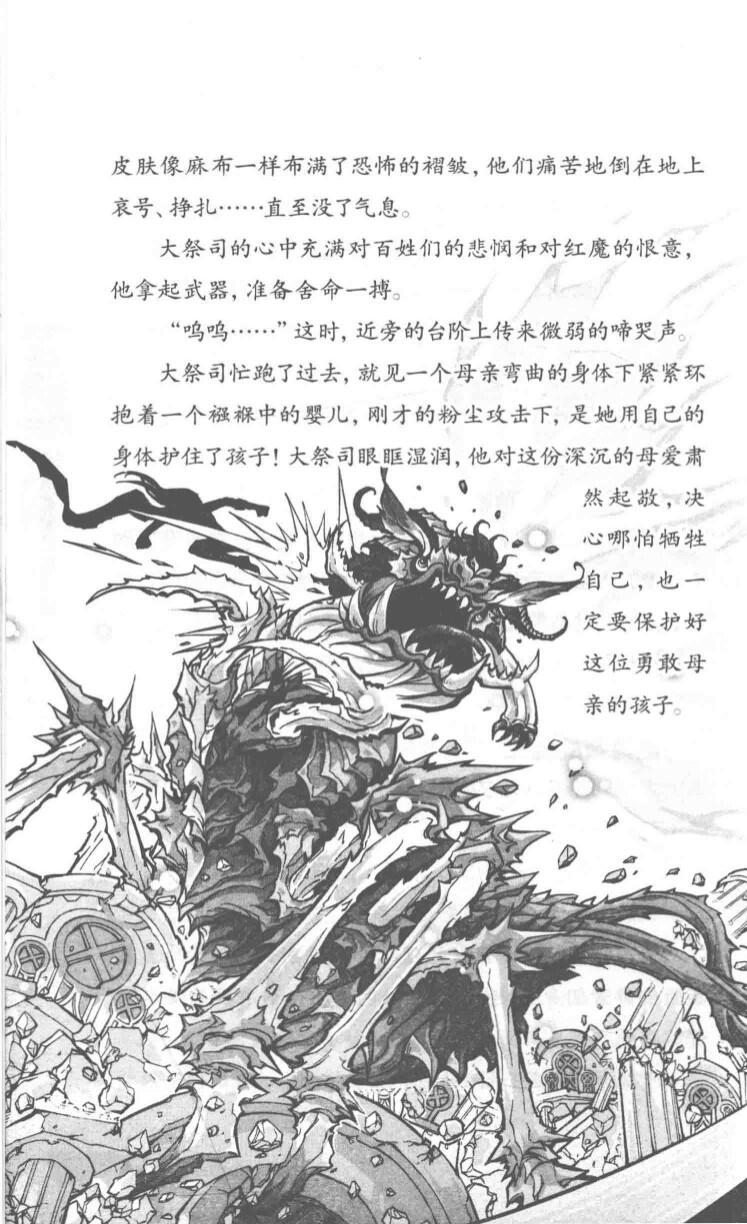 皮肤像麻布一样布满了恐怖的褶皱，他们痛苦地倒在地上
哀号、挣扎……直至没了气息。
大祭司的心中充满对百姓们的悲悯和对红魔的恨意，
他拿起武器，准备舍命一搏。
“呜呜……”这时，近旁的台阶上传来微弱的啼哭声。
大祭司忙跑了过去，就见一个母亲弯曲的身体下紧紧环
抱着一个襁褓中的婴儿，刚才的粉尘攻击下，是她用自己的
身体护住了孩子！大祭司眼眶湿润，他对这份深沉的母爱肃
然起敬，决
心哪怕牺牲
自己，也一
定要保护好
这位勇敢母
亲的孩子。